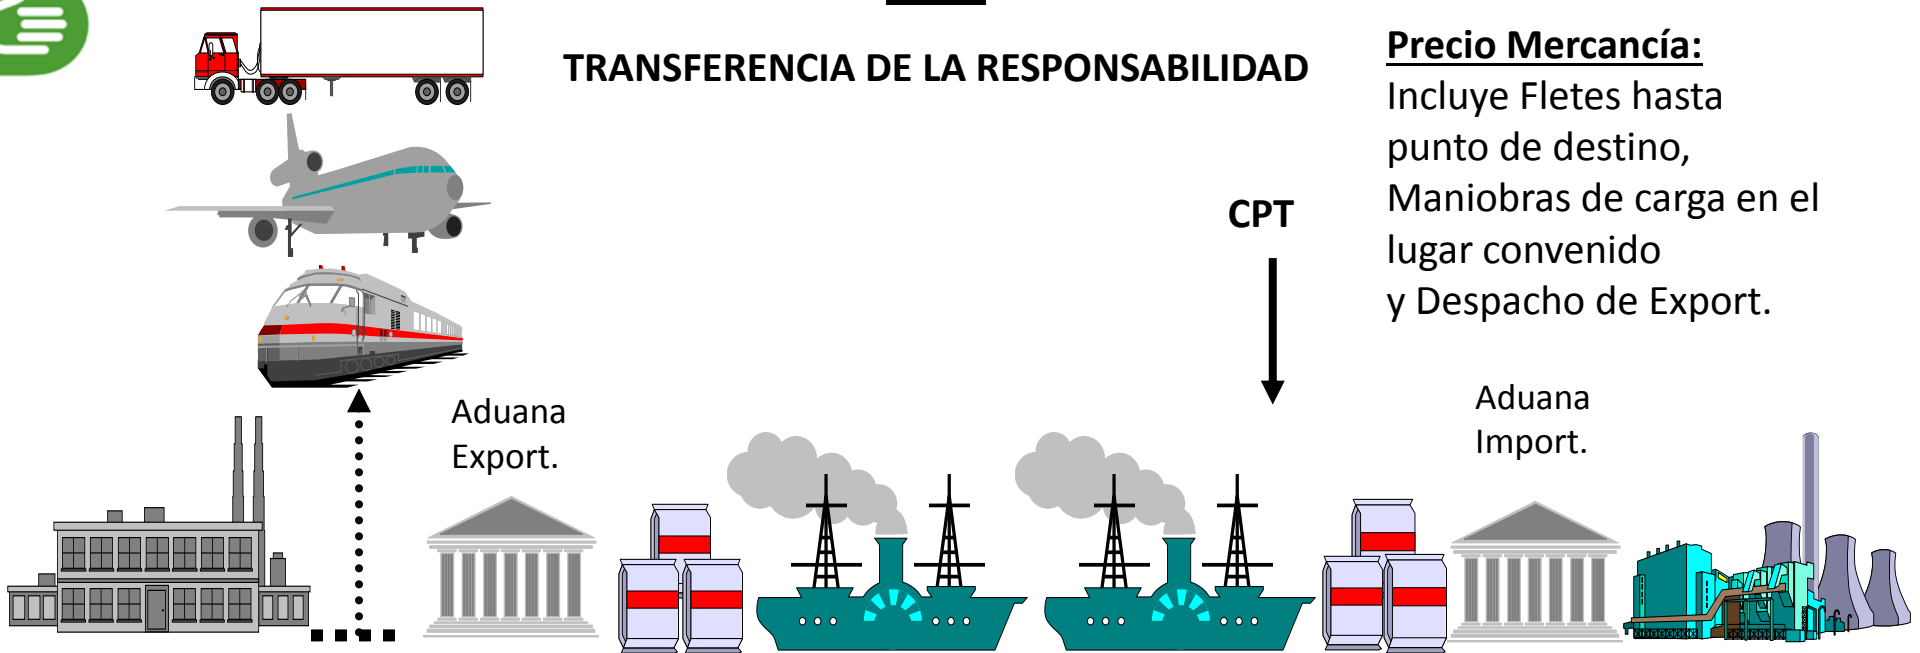 TRANSFERENCIA DE LA RESPONSABILIDAD
Precio Mercancía:
Incluye Fletes hasta
punto de destino,
Maniobras de carga en el
lugar convenido
y Despacho de Export.
CPT
Aduana
Export.
Aduana
Import.